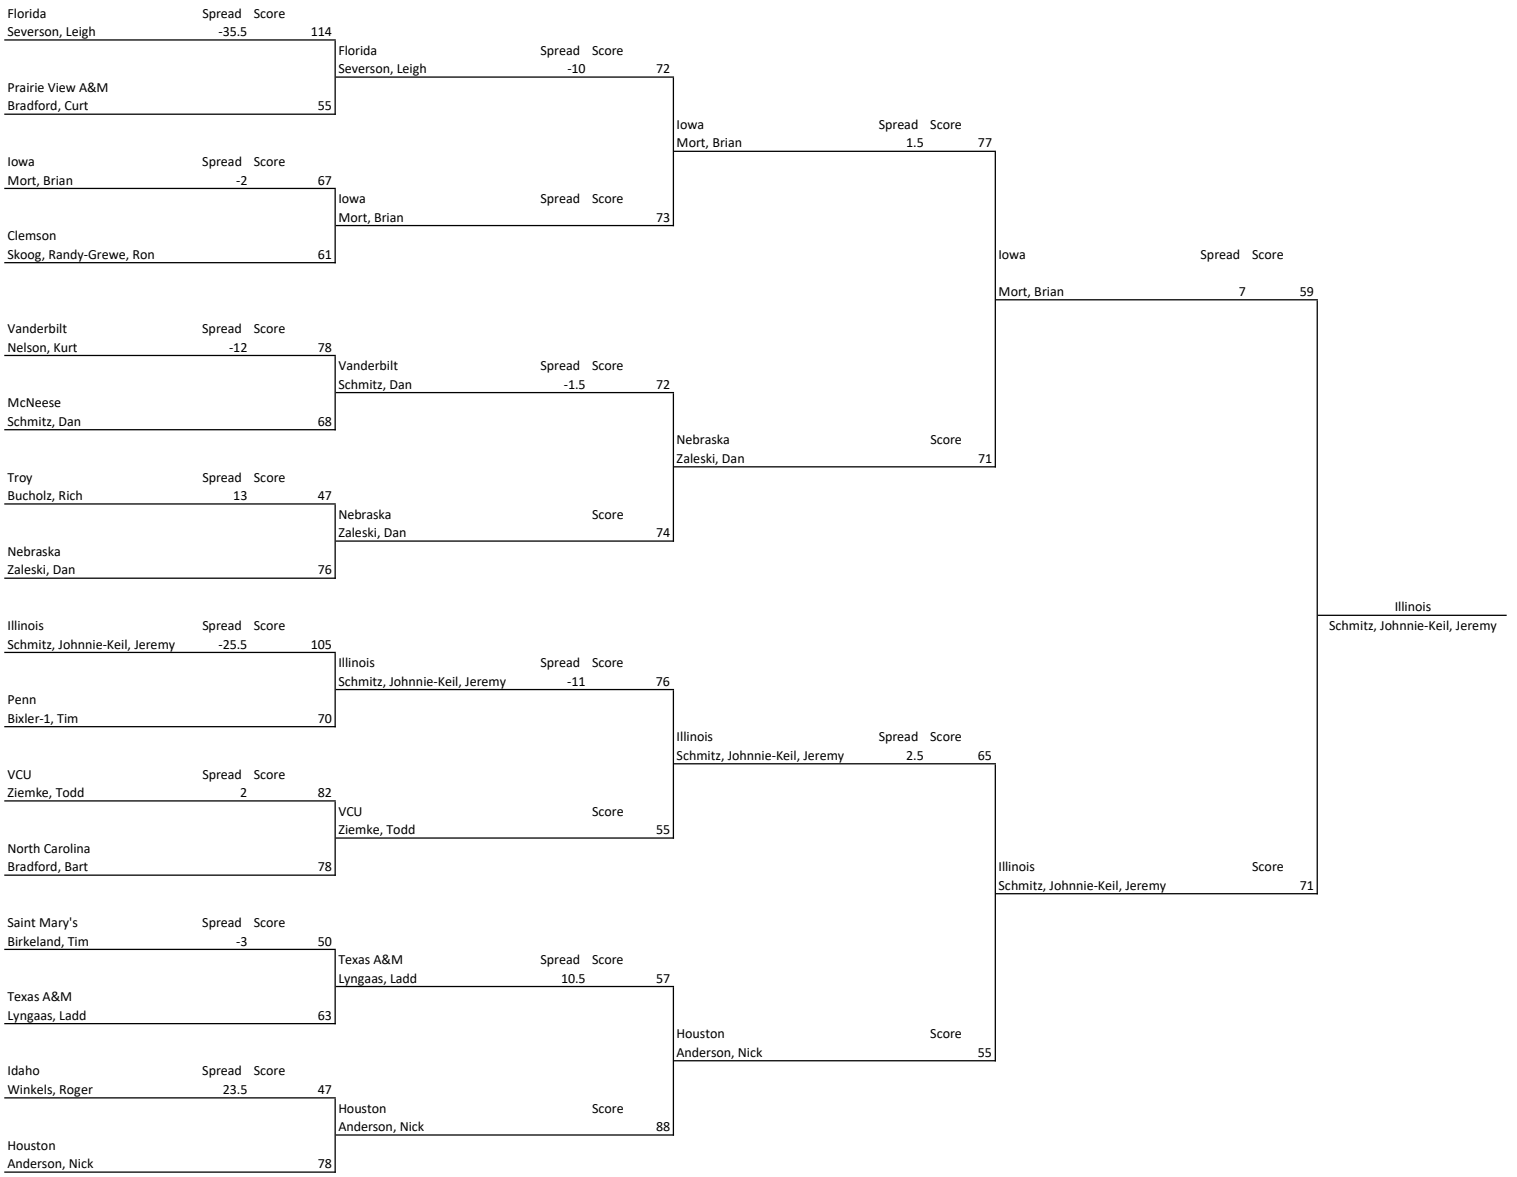 Florida Spread Score
Severson, Leigh -35.5 114
Prairie View A&M
Bradford, Curt 55
Iowa Spread Score
Mort, Brian -2 67
Clemson
Skoog, Randy-Grewe, Ron 61
Vanderbilt Spread Score
Nelson, Kurt -12 78
McNeese
Schmitz, Dan 68
Troy Spread Score
Bucholz, Rich 13 47
Nebraska
Zaleski, Dan 76
Illinois Spread Score
Schmitz, Johnnie-Keil, Jeremy -25.5 105
Penn
Bixler-1, Tim 70
VCU Spread Score
Ziemke, Todd 2 82
North Carolina
Bradford, Bart 78
Saint Mary's Spread Score
Birkeland, Tim -3 50
Texas A&M
Lyngaas, Ladd 63
Idaho Spread Score
Winkels, Roger 23.5 47
Houston
Anderson, Nick 78
Florida Spread Score
Severson, Leigh -10 72
Iowa Spread Score
Mort, Brian 73
Vanderbilt Spread Score
Schmitz, Dan -1.5 72
Nebraska Score
Zaleski, Dan 74
Illinois Spread Score
Schmitz, Johnnie-Keil, Jeremy -11 76
VCU Score
Ziemke, Todd 55
Texas A&M Spread Score
Lyngaas, Ladd 10.5 57
Houston Score
Anderson, Nick 88
Iowa Spread Score
Mort, Brian 1.5 77
Nebraska Score
Zaleski, Dan 71
Illinois Spread Score
Schmitz, Johnnie-Keil, Jeremy 2.5 65
Houston Score
Anderson, Nick 55
Iowa Spread Score
Mort, Brian 7 59
Illinois Score
Schmitz, Johnnie-Keil, Jeremy 71
Illinois
Schmitz, Johnnie-Keil, Jeremy